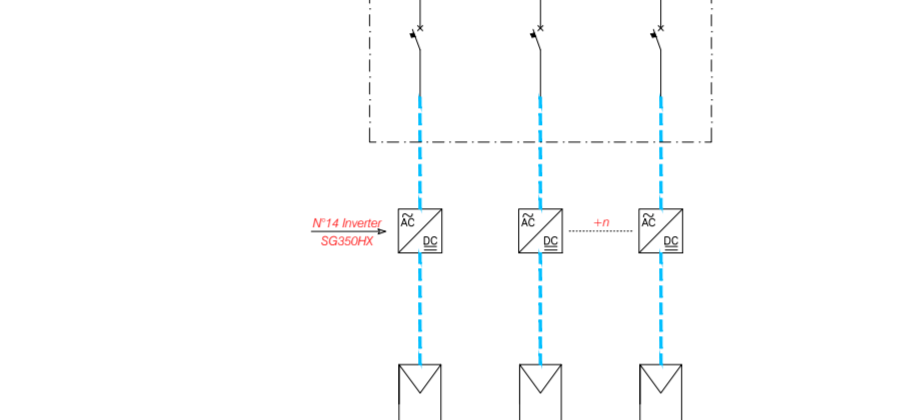 AC
DC
AC
DC
AC
DC
N°14 Inverter
SG350HX
+n